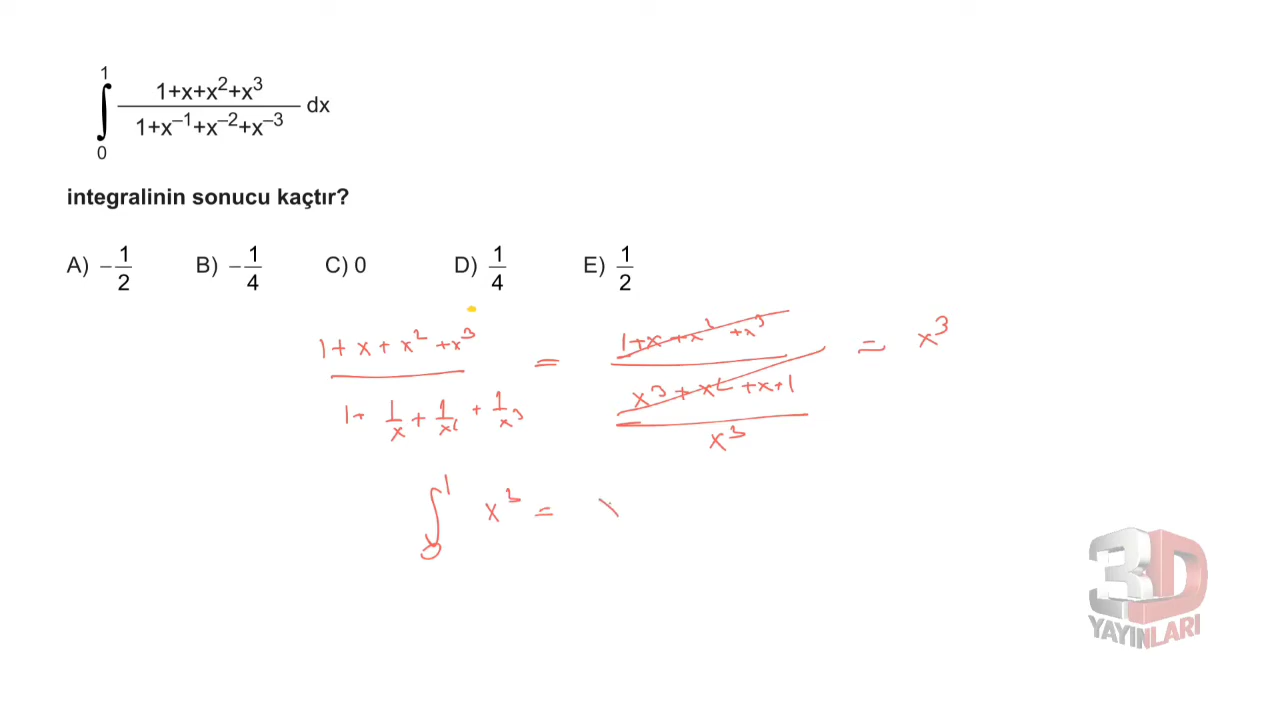 1
1+x+x²+x³
dx
1+x⁻¹+x⁻²+x⁻³
0
integralinin sonucu kaçtır?
A) −1/2 B) −1/4 C) 0 D) 1/4 E) 1/2
1+x+x²+x³ = 1+x+x²+x³ = x³
1+ 1/x + 1/x² + 1/x³ x³+x²+x+1
x³
∫₀¹ x³ = x
3D
YAYINLARI